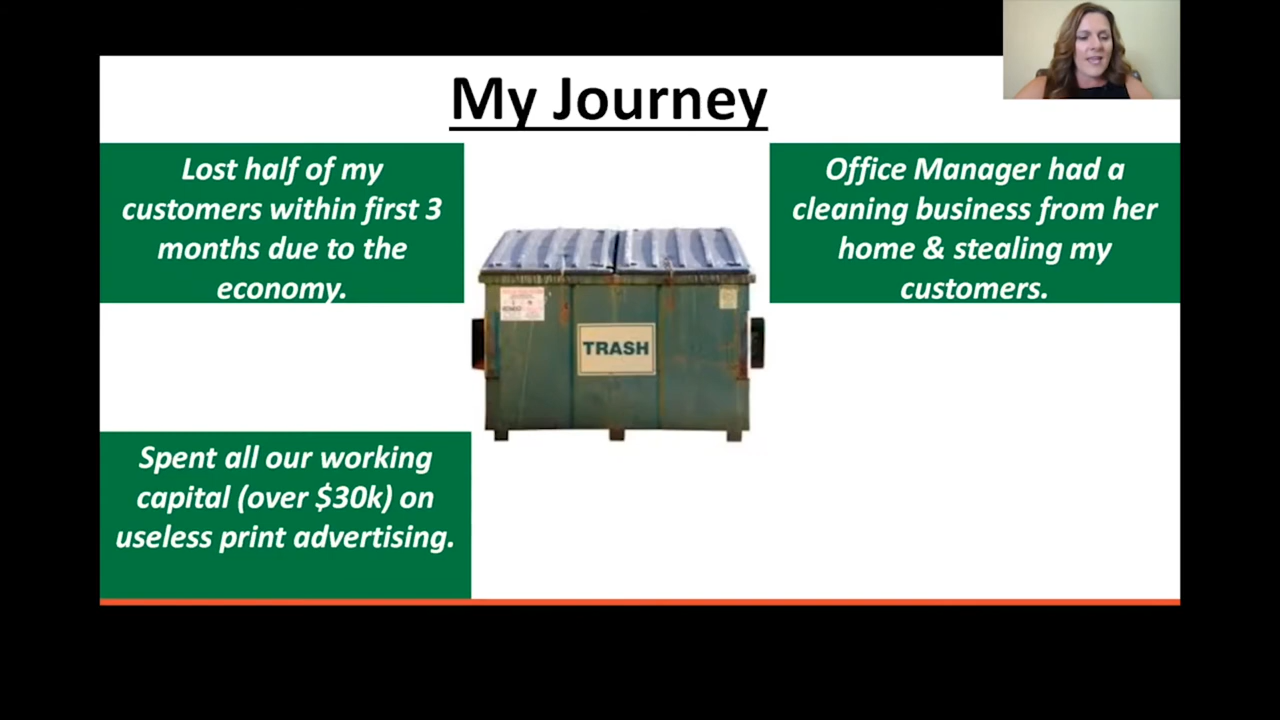 My Journey
Lost half of my
customers within first 3
months due to the
economy.
Office Manager had a
cleaning business from her
home & stealing my
customers.
TRASH
Spent all our working
capital (over $30k) on
useless print advertising.